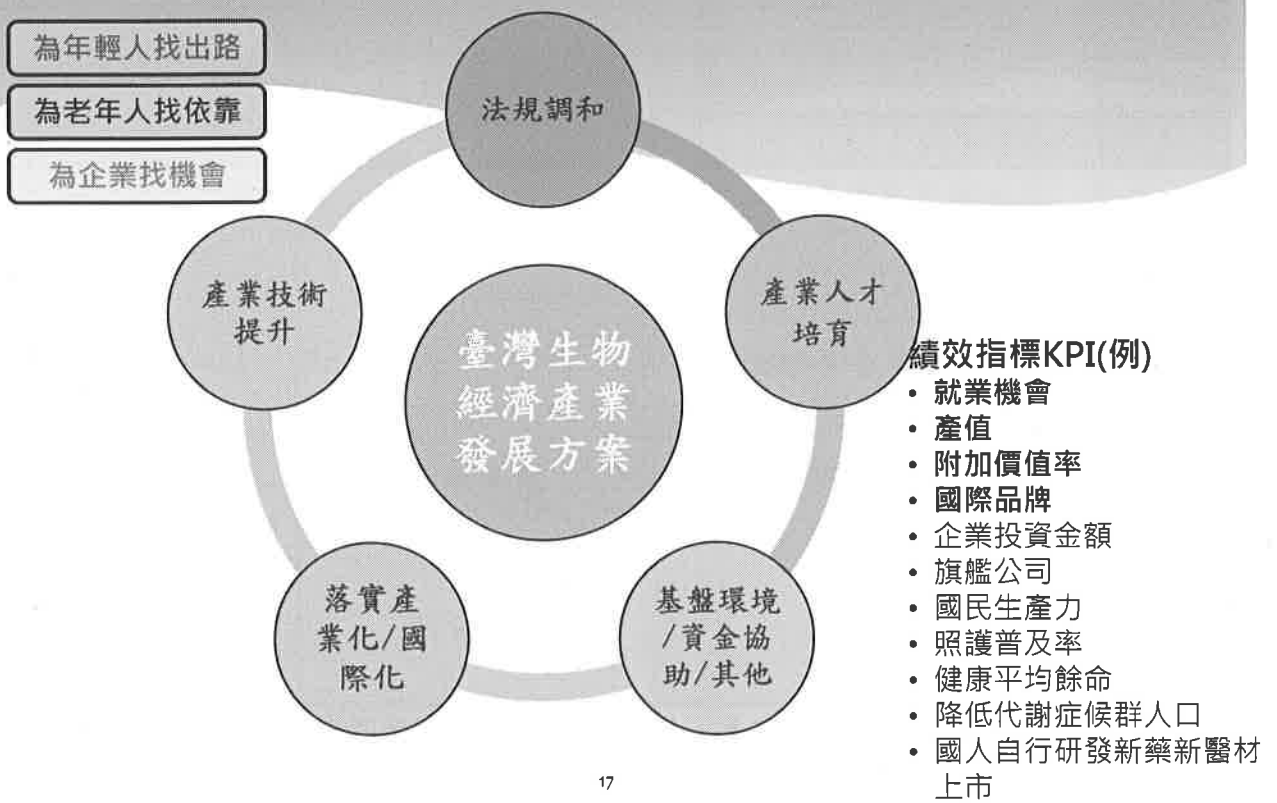 為年輕人找出路
為老年人找依靠
為企業找機會
法規調和
產業技術
提升
產業人才
培育
臺灣生物
經濟產業
發展方案
落實產
業化/國
際化
基盤環境
/資金協
助/其他
績效指標KPI(例)
• 就業機會
• 產值
• 附加價值率
• 國際品牌
• 企業投資金額
• 旗艦公司
• 國民生產力
• 照護普及率
• 健康平均餘命
• 降低代謝症候群人口
• 國人自行研發新藥新醫材
上市
17